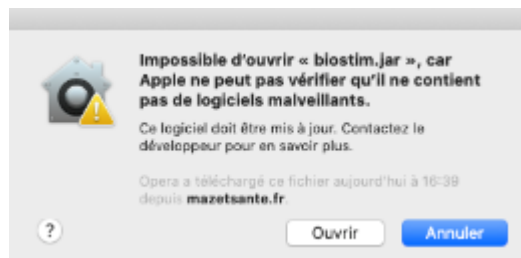 Impossible d'ouvrir « biostim.jar », car
Apple ne peut pas vérifier qu'il ne contient
pas de logiciels malveillants.
Ce logiciel doit être mis à jour. Contactez le
développeur pour en savoir plus.
Opera a téléchargé ce fichier aujourd'hui à 16:39
depuis mazetsante.fr.
?
Ouvrir
Annuler